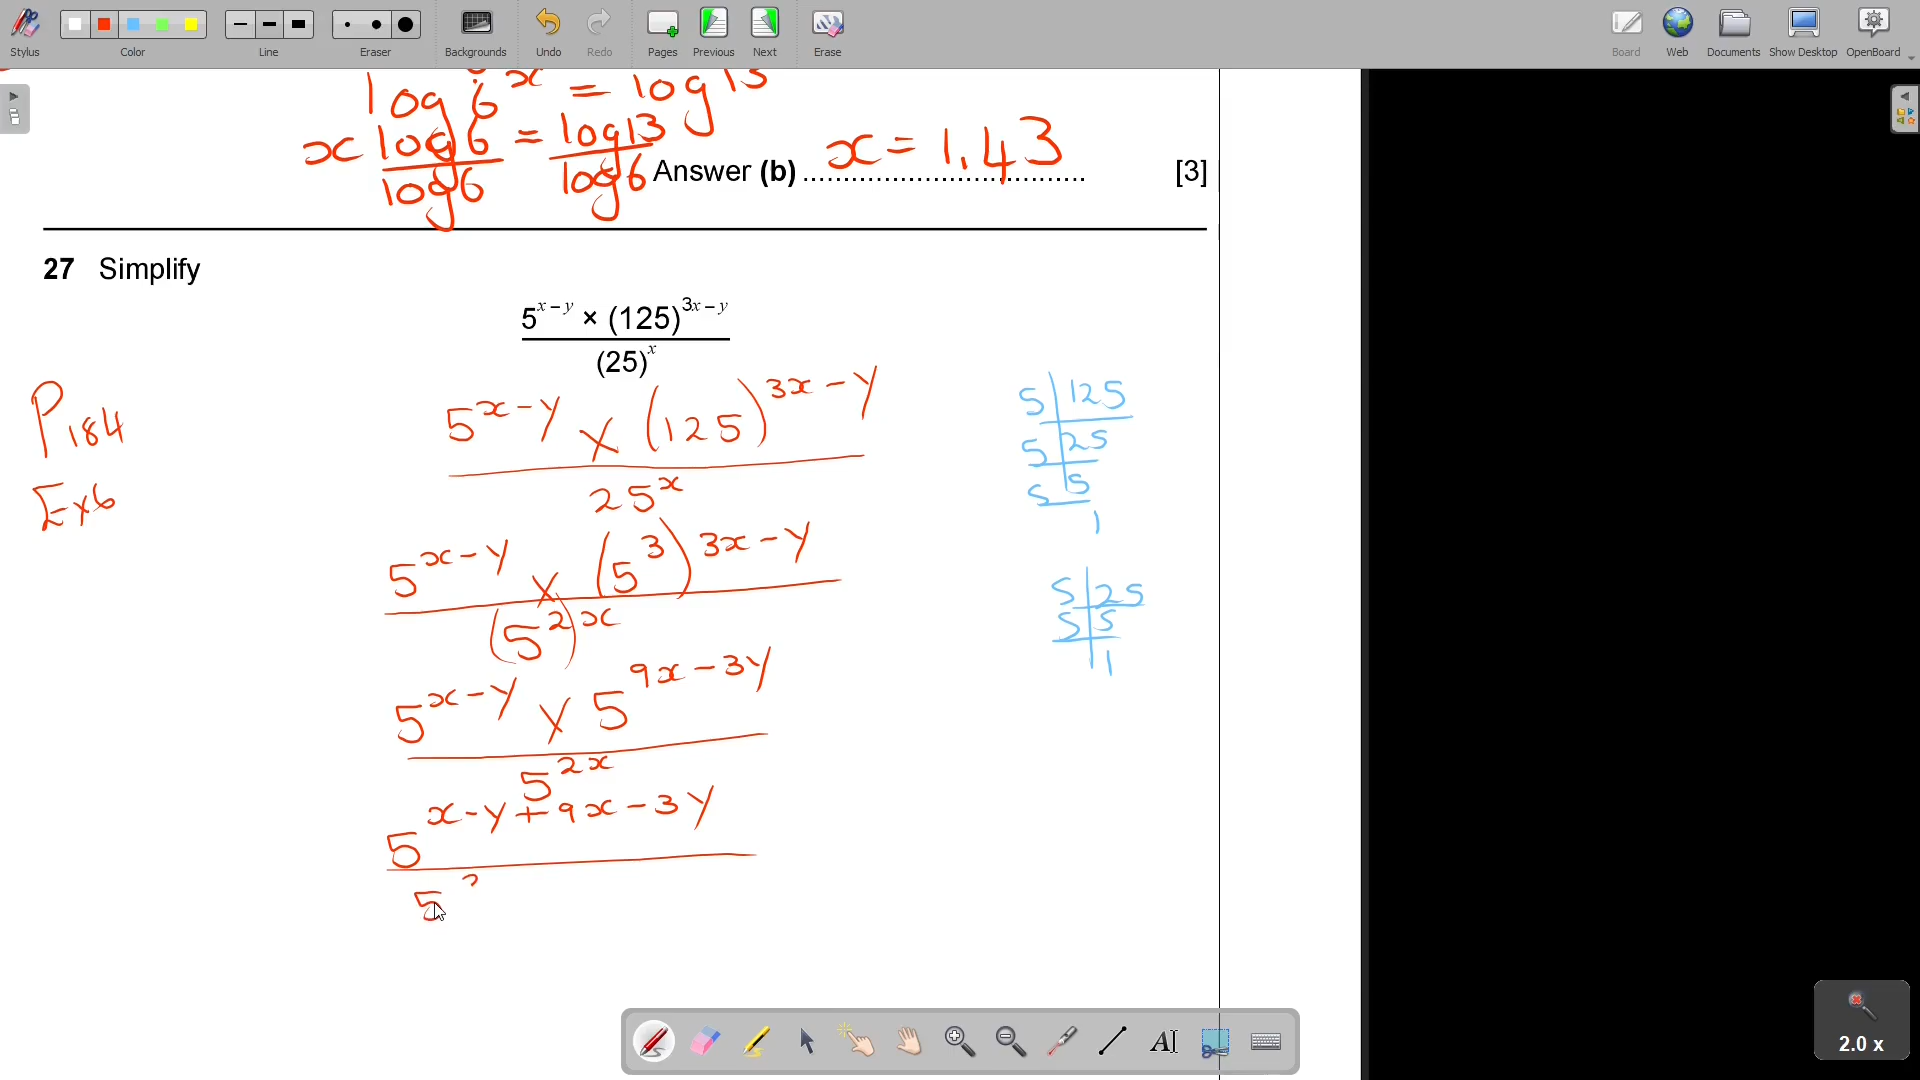 Stylus Color Line Eraser Backgrounds Undo Redo Pages Previous Next Erase Board Web Documents Show Desktop OpenBoard
log 6^x = log 13
x log 6 = log 13
log 6 log 6
Answer (b) .................................. x = 1.43 [3]
27 Simplify
5^(x – y) × (125)^(3x – y)
(25)^x
5^(x - y) × (125)^(3x - y)
25^x
5^(x - y) × (5^3)^(3x - y)
(5^2)^x
5^(x - y) × 5^(9x - 3y)
5^(2x)
5^(x - y + 9x - 3y)
5^2
P184
Ex6
5 125
5 25
5 5
1
5 25
5 5
1
AI
2.0 x